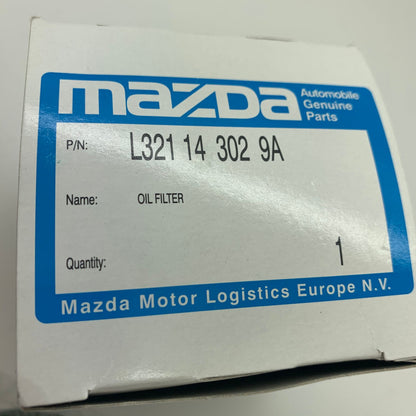 mazda Automobile
Genuine
Parts
P/N: L321 14 302 9A
Name: OIL FILTER
Quantity: 1
Mazda Motor Logistics Europe N.V.